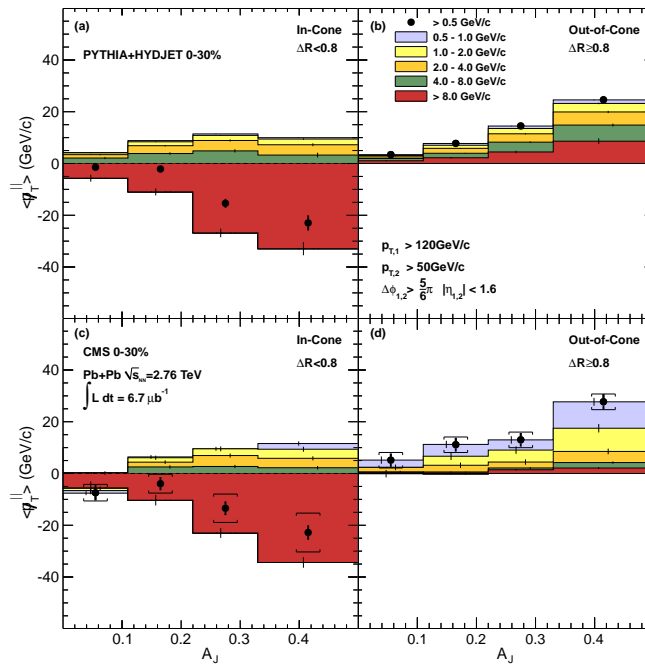 (a)
In-Cone
ΔR<0.8
PYTHIA+HYDJET 0-30%
(b)
> 0.5 GeV/c
0.5 - 1.0 GeV/c
1.0 - 2.0 GeV/c
2.0 - 4.0 GeV/c
4.0 - 8.0 GeV/c
> 8.0 GeV/c
Out-of-Cone
ΔR≥0.8
40
20
0
-20
-40
<p̸_T^∥> (GeV/c)
p_T,1 > 120GeV/c
p_T,2 > 50GeV/c
Δϕ_1,2 > 5/6 π |η_1,2| < 1.6
(c)
In-Cone
ΔR<0.8
CMS 0-30%
Pb+Pb √s_NN=2.76 TeV
∫ L dt = 6.7 μb⁻¹
(d)
Out-of-Cone
ΔR≥0.8
40
20
0
-20
-40
<p̸_T^∥> (GeV/c)
0.1 0.2 0.3 0.4
A_J
0.1 0.2 0.3 0.4
A_J